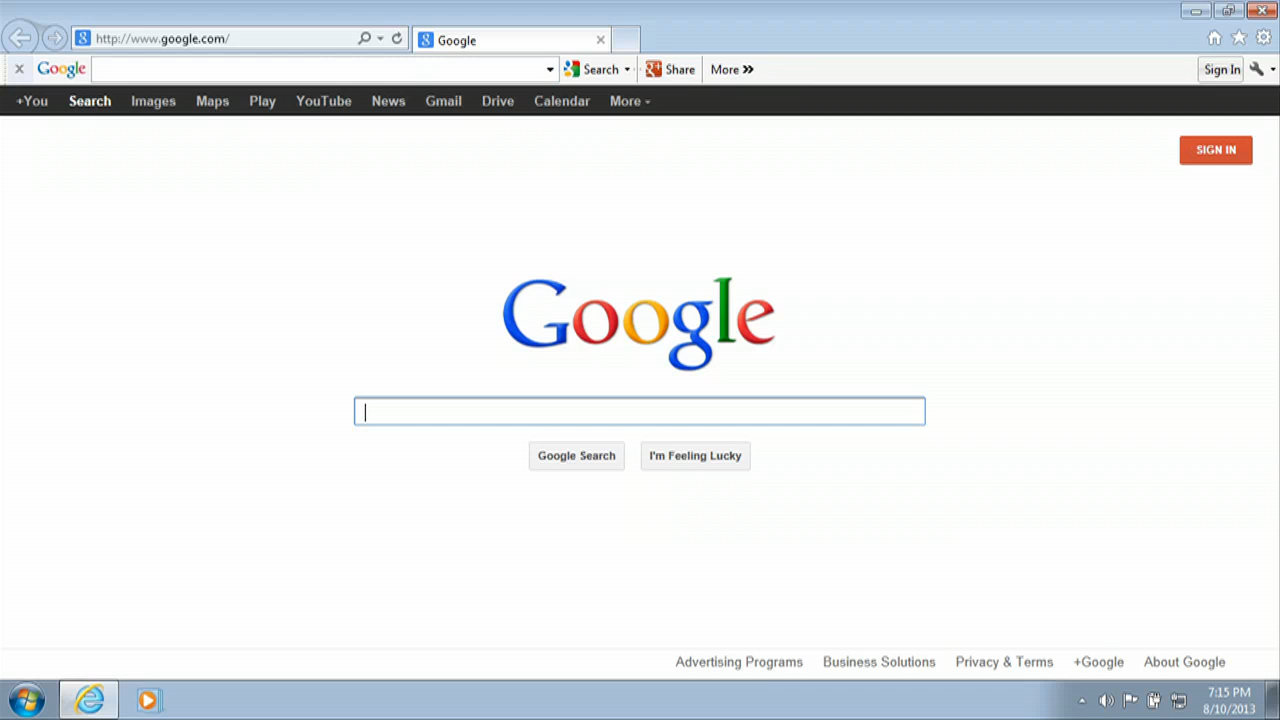 http://www.google.com/
Google
Google
Search
Share
More
Sign In
+You
Search
Images
Maps
Play
YouTube
News
Gmail
Drive
Calendar
More
SIGN IN
Google
Google Search
I'm Feeling Lucky
Advertising Programs
Business Solutions
Privacy & Terms
+Google
About Google
7:15 PM
8/10/2013